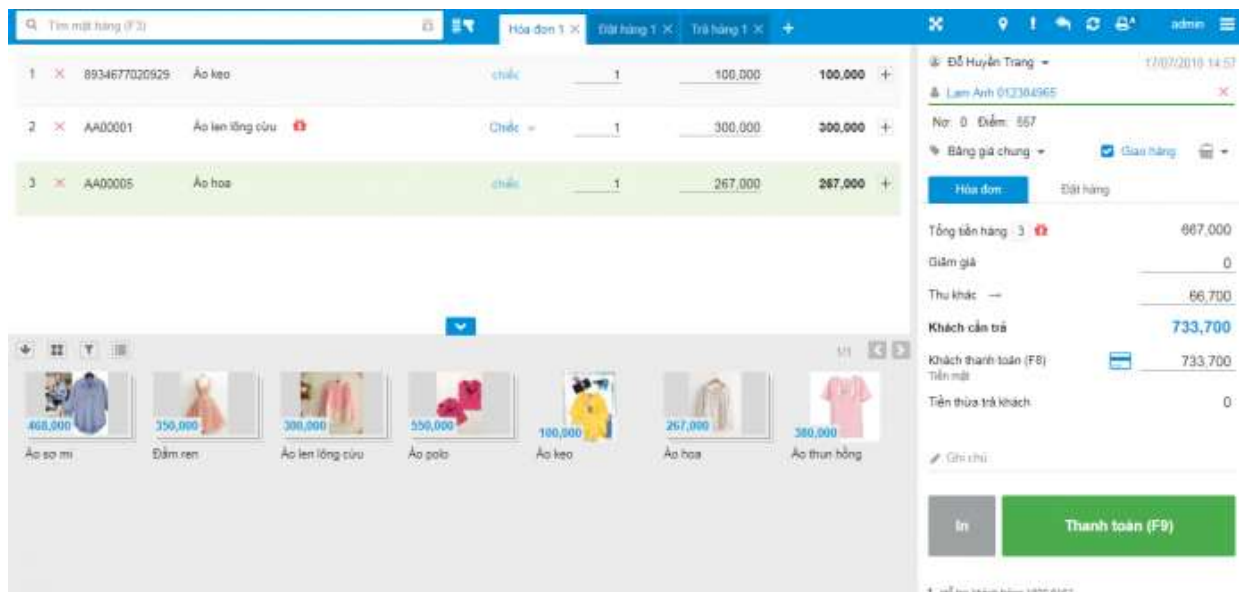 Tìm mặt hàng (F3)
Hóa đơn 1 Đặt hàng 1 Trả hàng 1
admin
1 8934677020929 Áo kẹo chiếc 1 100,000 100,000
2 AA00001 Áo len lông cừu Chiếc 1 300,000 300,000
3 AA00005 Áo hoa chiếc 1 267,000 267,000
Đỗ Huyền Trang 17/07/2018 14:57
Lam Anh 012384965
Nợ: 0 Điểm: 557
Bảng giá chung Giao hàng
Hóa đơn Đặt hàng
Tổng tiền hàng 3 667,000
Giảm giá 0
Thu khác 66,700
Khách cần trả 733,700
Khách thanh toán (F8) 733,700
Tiền mặt
Tiền thừa trả khách 0
Ghi chú
In Thanh toán (F9)
1/1
468,000 350,000 300,000 550,000 100,000 267,000 380,000
Áo sơ mi Đầm ren Áo len lông cừu Áo polo Áo kẹo Áo hoa Áo thun hồng